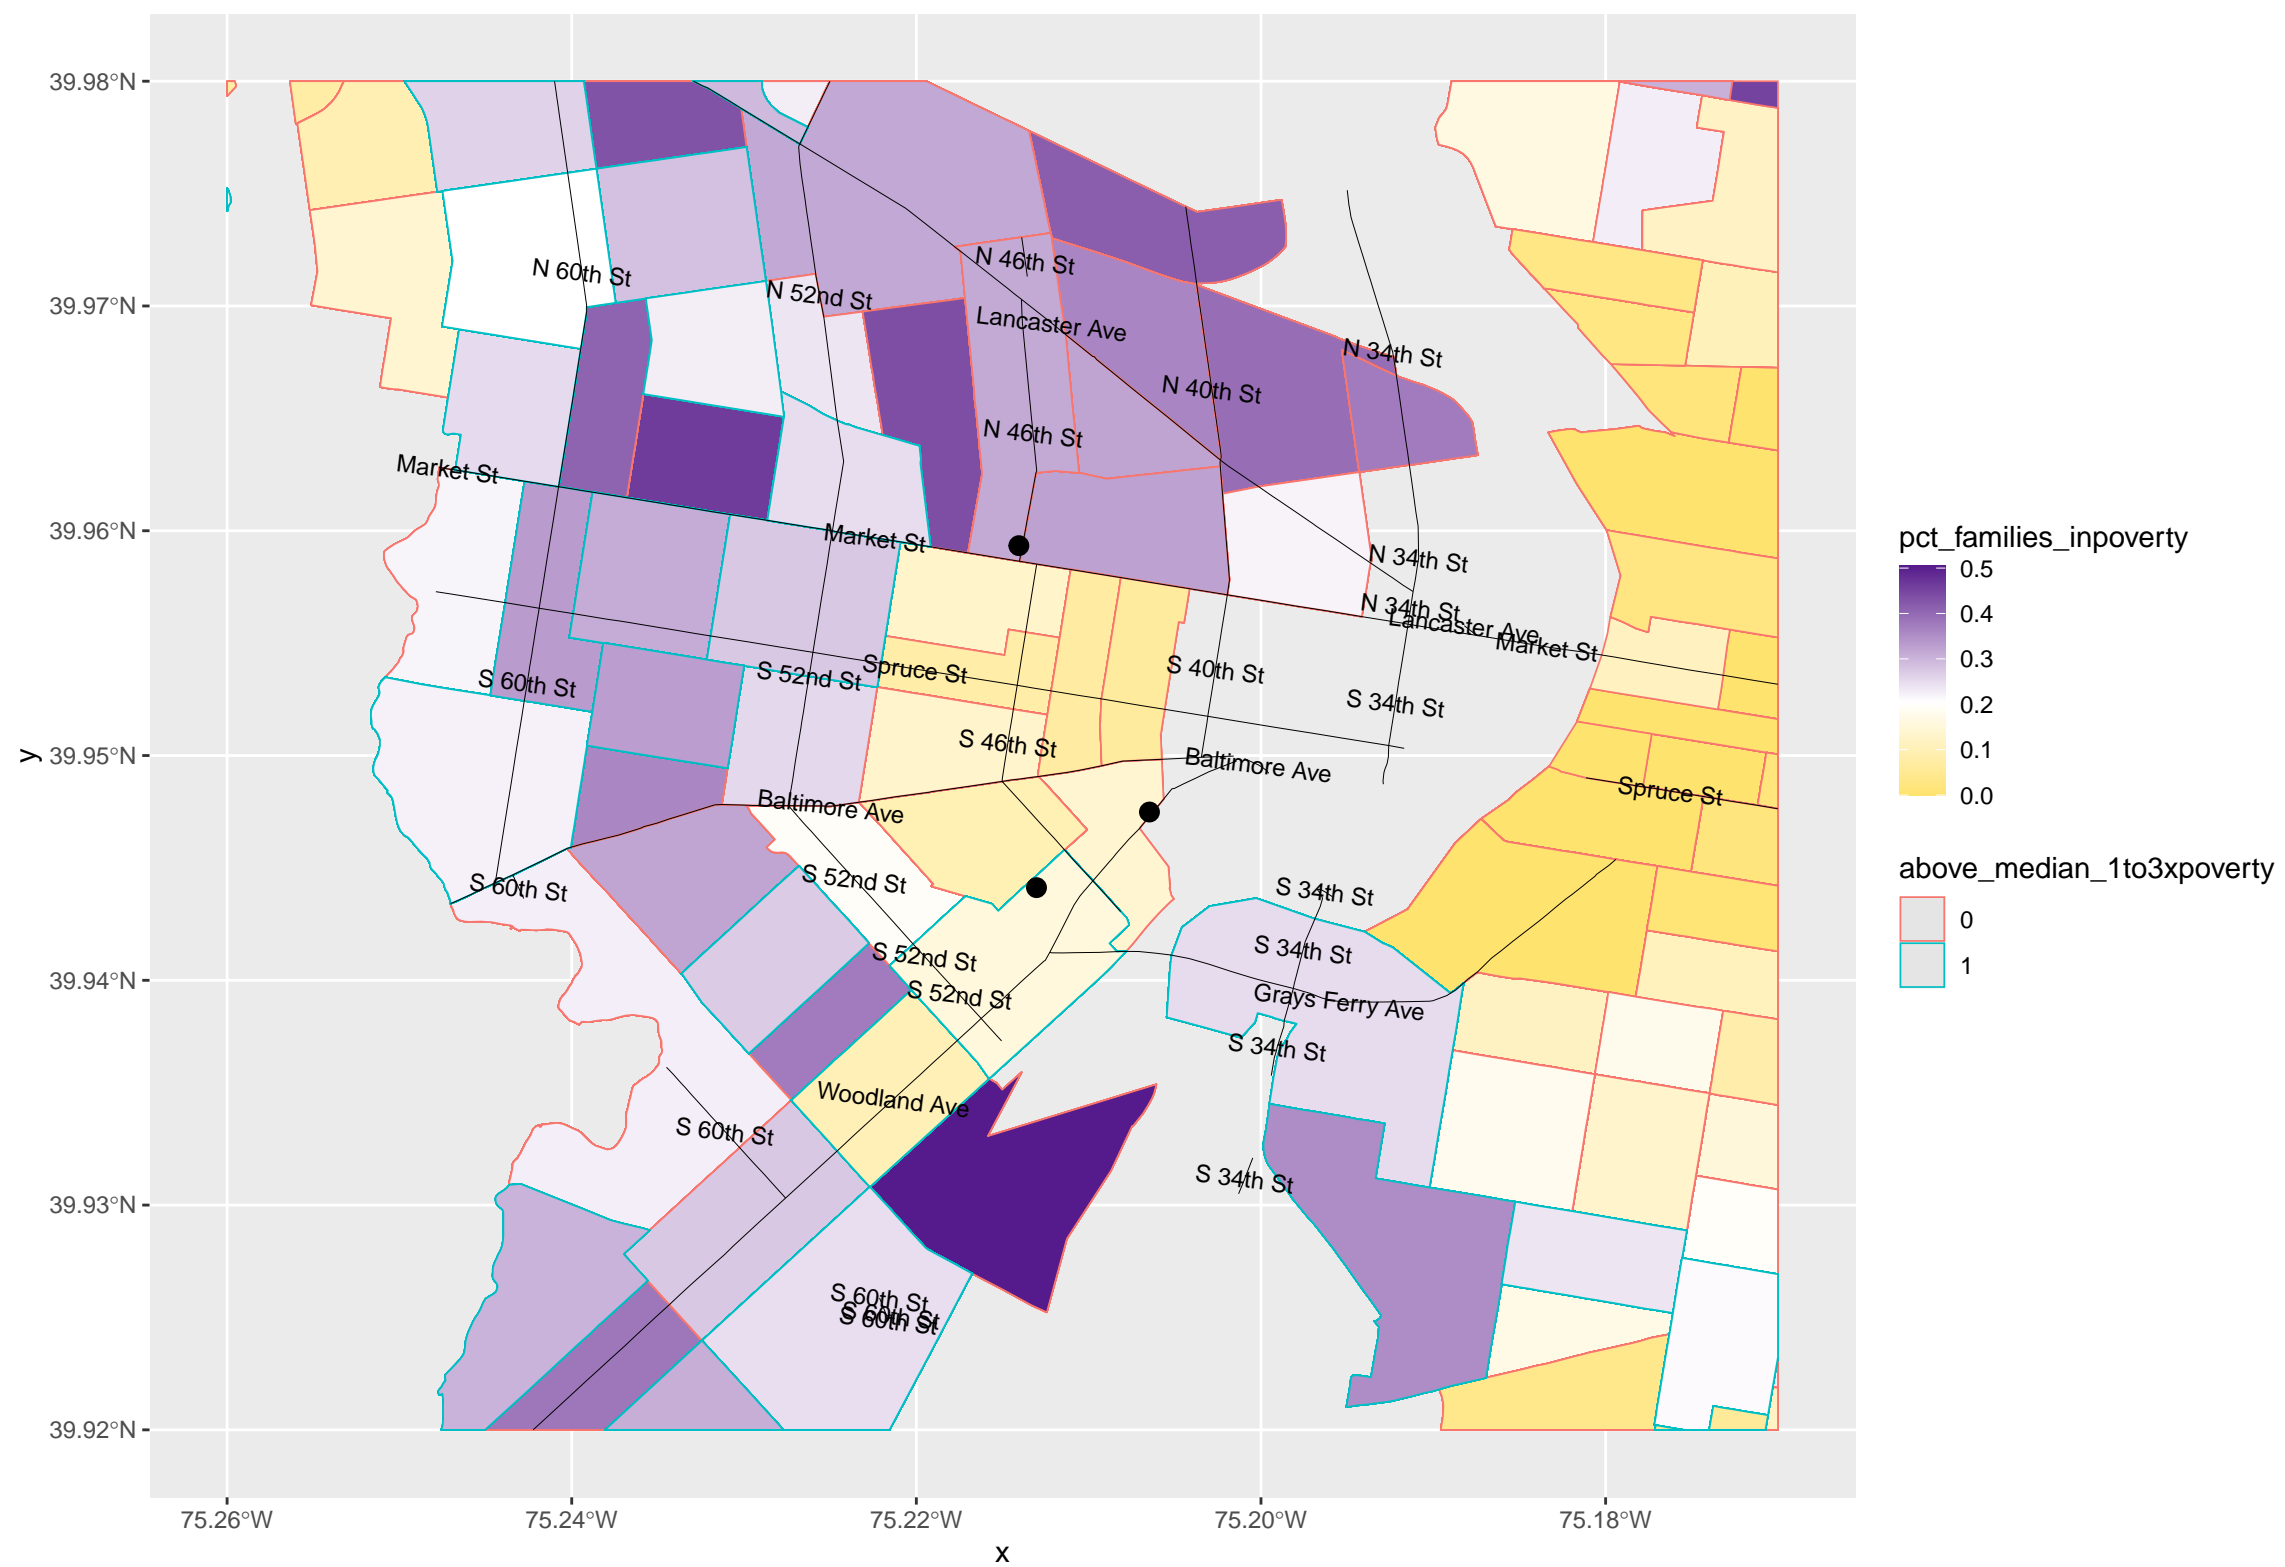 39.98°N
39.97°N
39.96°N
39.95°N
39.94°N
39.93°N
39.92°N
y
75.26°W
75.24°W
75.22°W
75.20°W
75.18°W
x
N 46th St
N 60th St
N 52nd St
Lancaster Ave
N 34th St
N 40th St
N 46th St
Market St
Market St
N 34th St
N 34th St
Lancaster Ave
Market St
Spruce St
S 40th St
S 52nd St
S 60th St
S 34th St
S 46th St
Baltimore Ave
Spruce St
Baltimore Ave
S 52nd St
S 60th St
S 34th St
S 34th St
S 52nd St
S 52nd St
Grays Ferry Ave
S 34th St
Woodland Ave
S 60th St
S 34th St
S 60th St
S 60th St
S 60th St
pct_families_inpoverty
0.5
0.4
0.3
0.2
0.1
0.0
above_median_1to3xpoverty
0
1